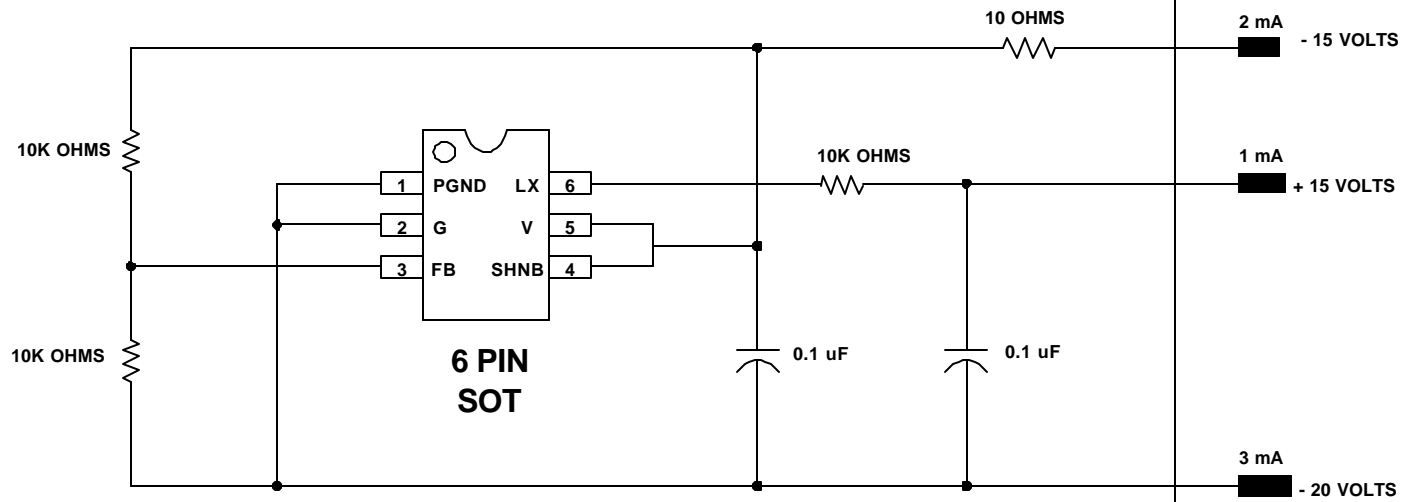 10 OHMS
2 mA
- 15 VOLTS
10K OHMS
1 PGND LX 6
2 G V 5
3 FB SHNB 4
10K OHMS
1 mA
+ 15 VOLTS
10K OHMS
6 PIN
SOT
0.1 uF
0.1 uF
3 mA
- 20 VOLTS